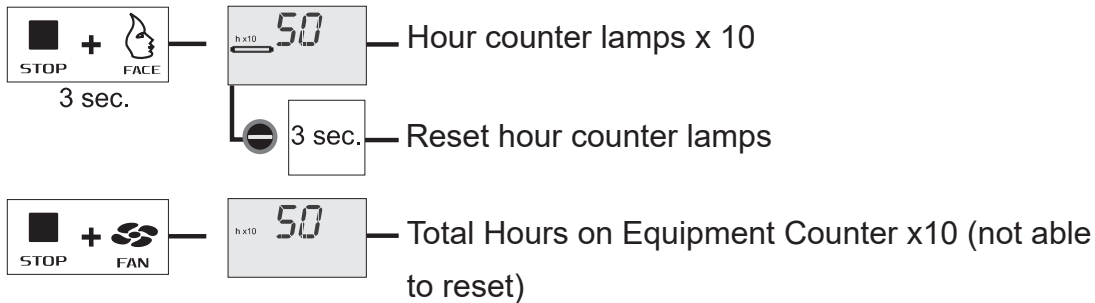 STOP + FACE
3 sec.
h x10 50
Hour counter lamps x 10
3 sec.
Reset hour counter lamps
STOP + FAN
h x10 50
Total Hours on Equipment Counter x10 (not able
to reset)